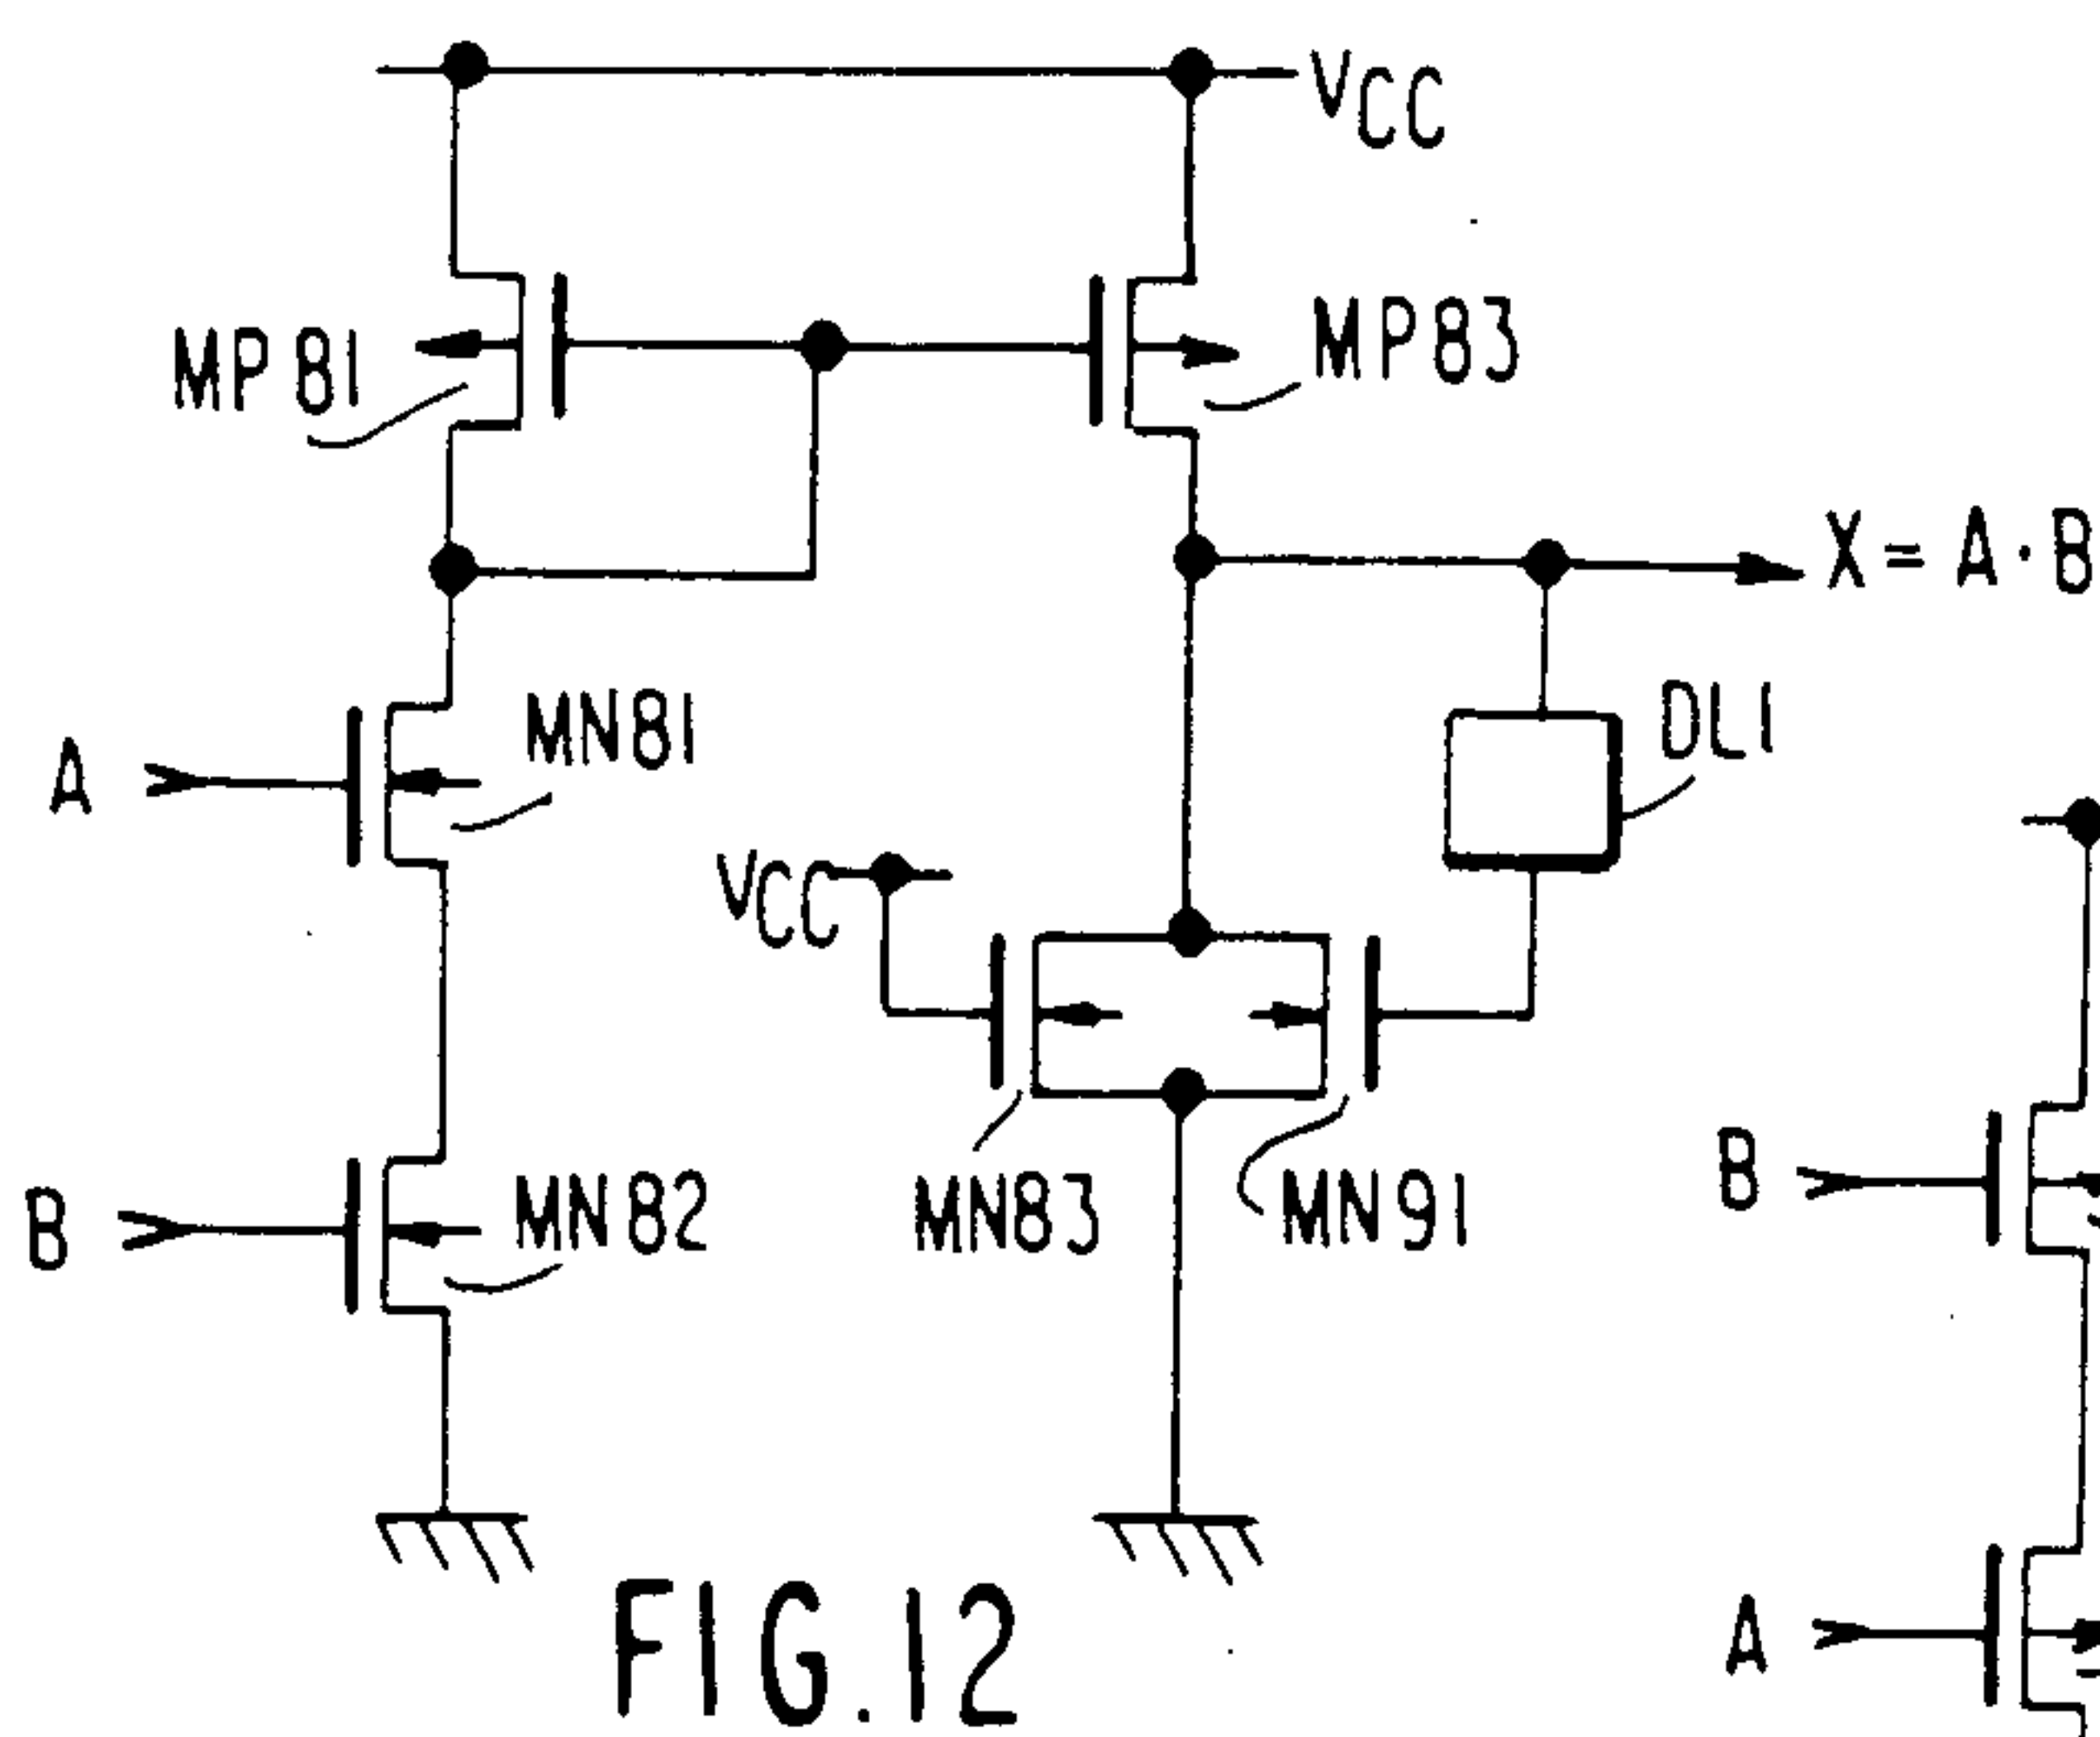 VCC
MP81
MP83
X = A·B
MN81
DL1
A
VCC
B
MN82
MN83
MN91
B
A
FIG.12